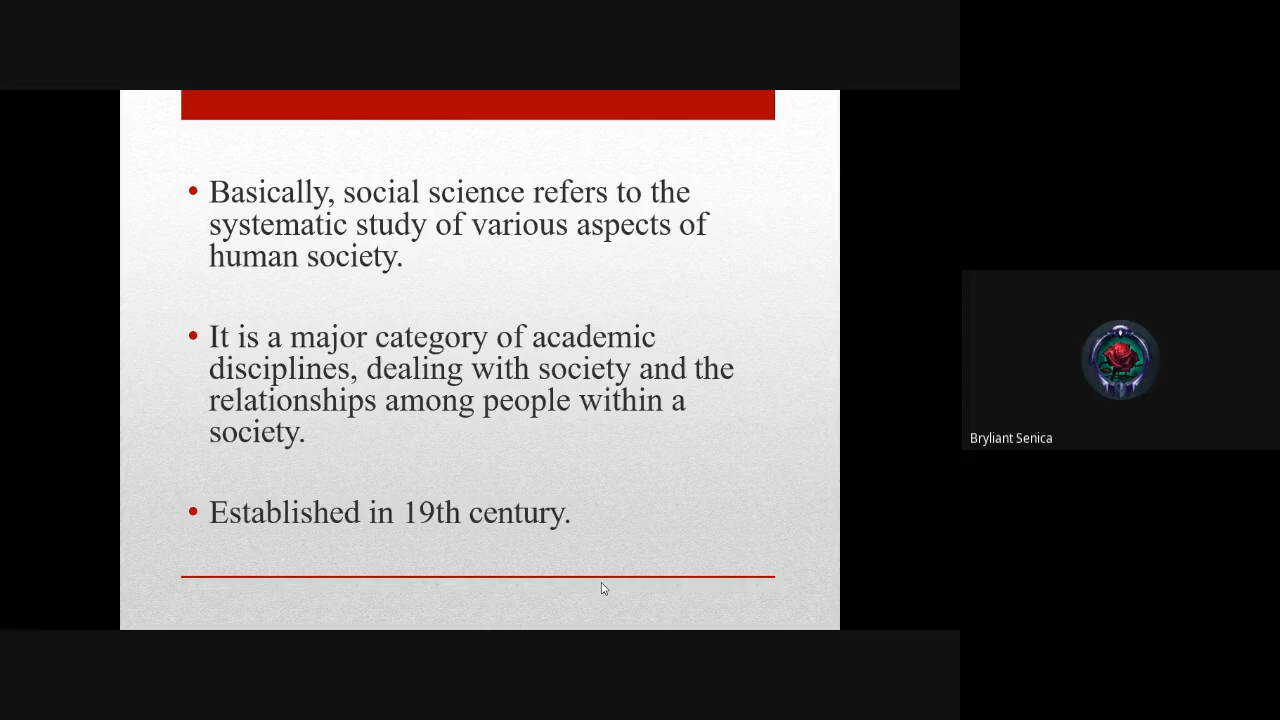 • Basically, social science refers to the
systematic study of various aspects of
human society.
• It is a major category of academic
disciplines, dealing with society and the
relationships among people within a
society.
• Established in 19th century.
Bryliant Senica